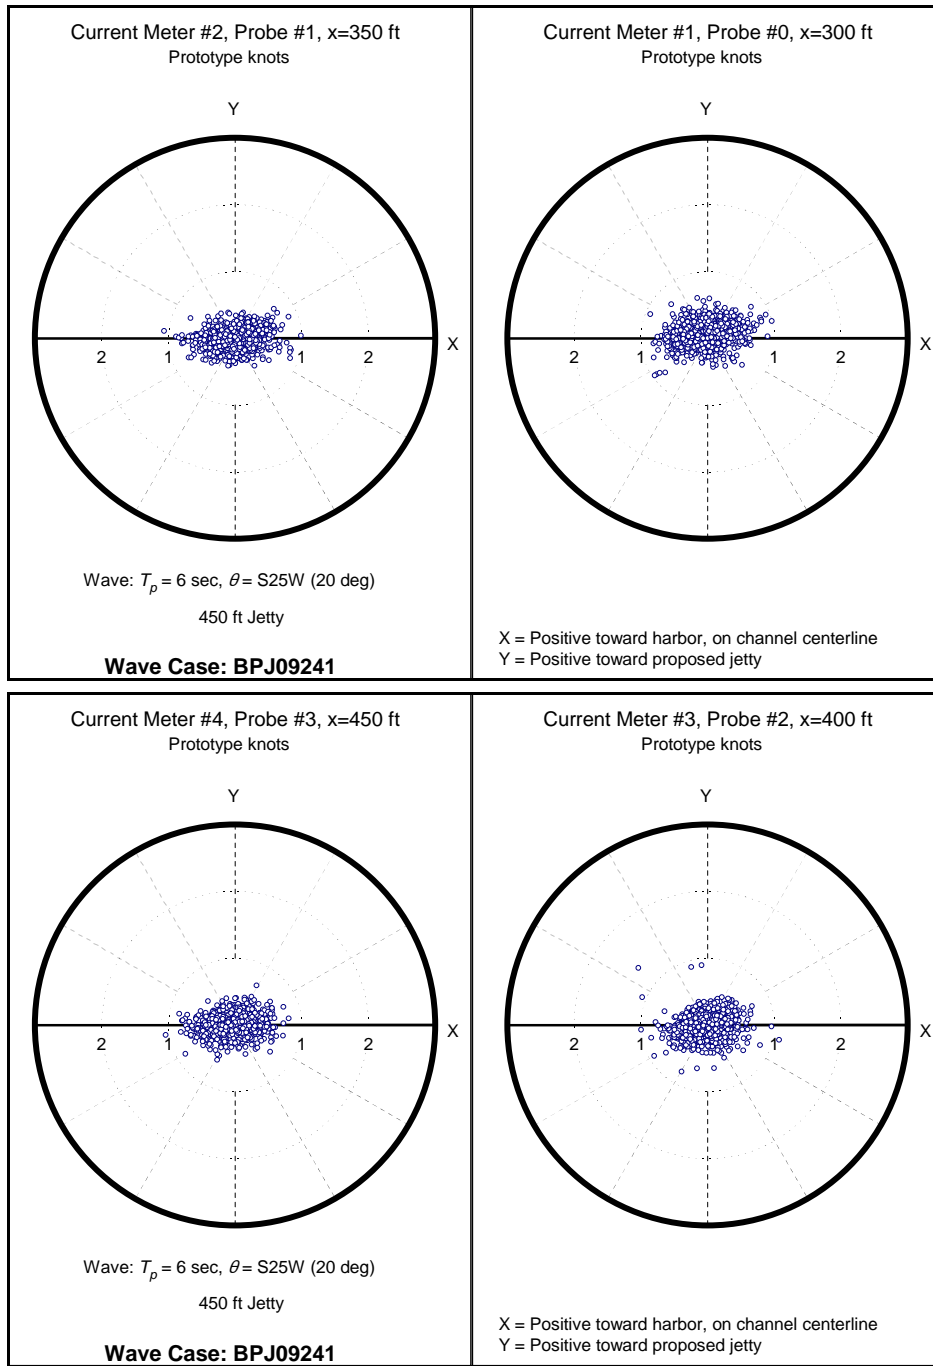 Current Meter #2, Probe #1, x=350 ft
Prototype knots
Y
X
2 1 1 2
Wave: Tp = 6 sec, θ = S25W (20 deg)
450 ft Jetty
Wave Case: BPJ09241
Current Meter #1, Probe #0, x=300 ft
Prototype knots
Y
X
2 1 1 2
X = Positive toward harbor, on channel centerline
Y = Positive toward proposed jetty
Current Meter #4, Probe #3, x=450 ft
Prototype knots
Y
X
2 1 1 2
Wave: Tp = 6 sec, θ = S25W (20 deg)
450 ft Jetty
Wave Case: BPJ09241
Current Meter #3, Probe #2, x=400 ft
Prototype knots
Y
X
2 1 1 2
X = Positive toward harbor, on channel centerline
Y = Positive toward proposed jetty